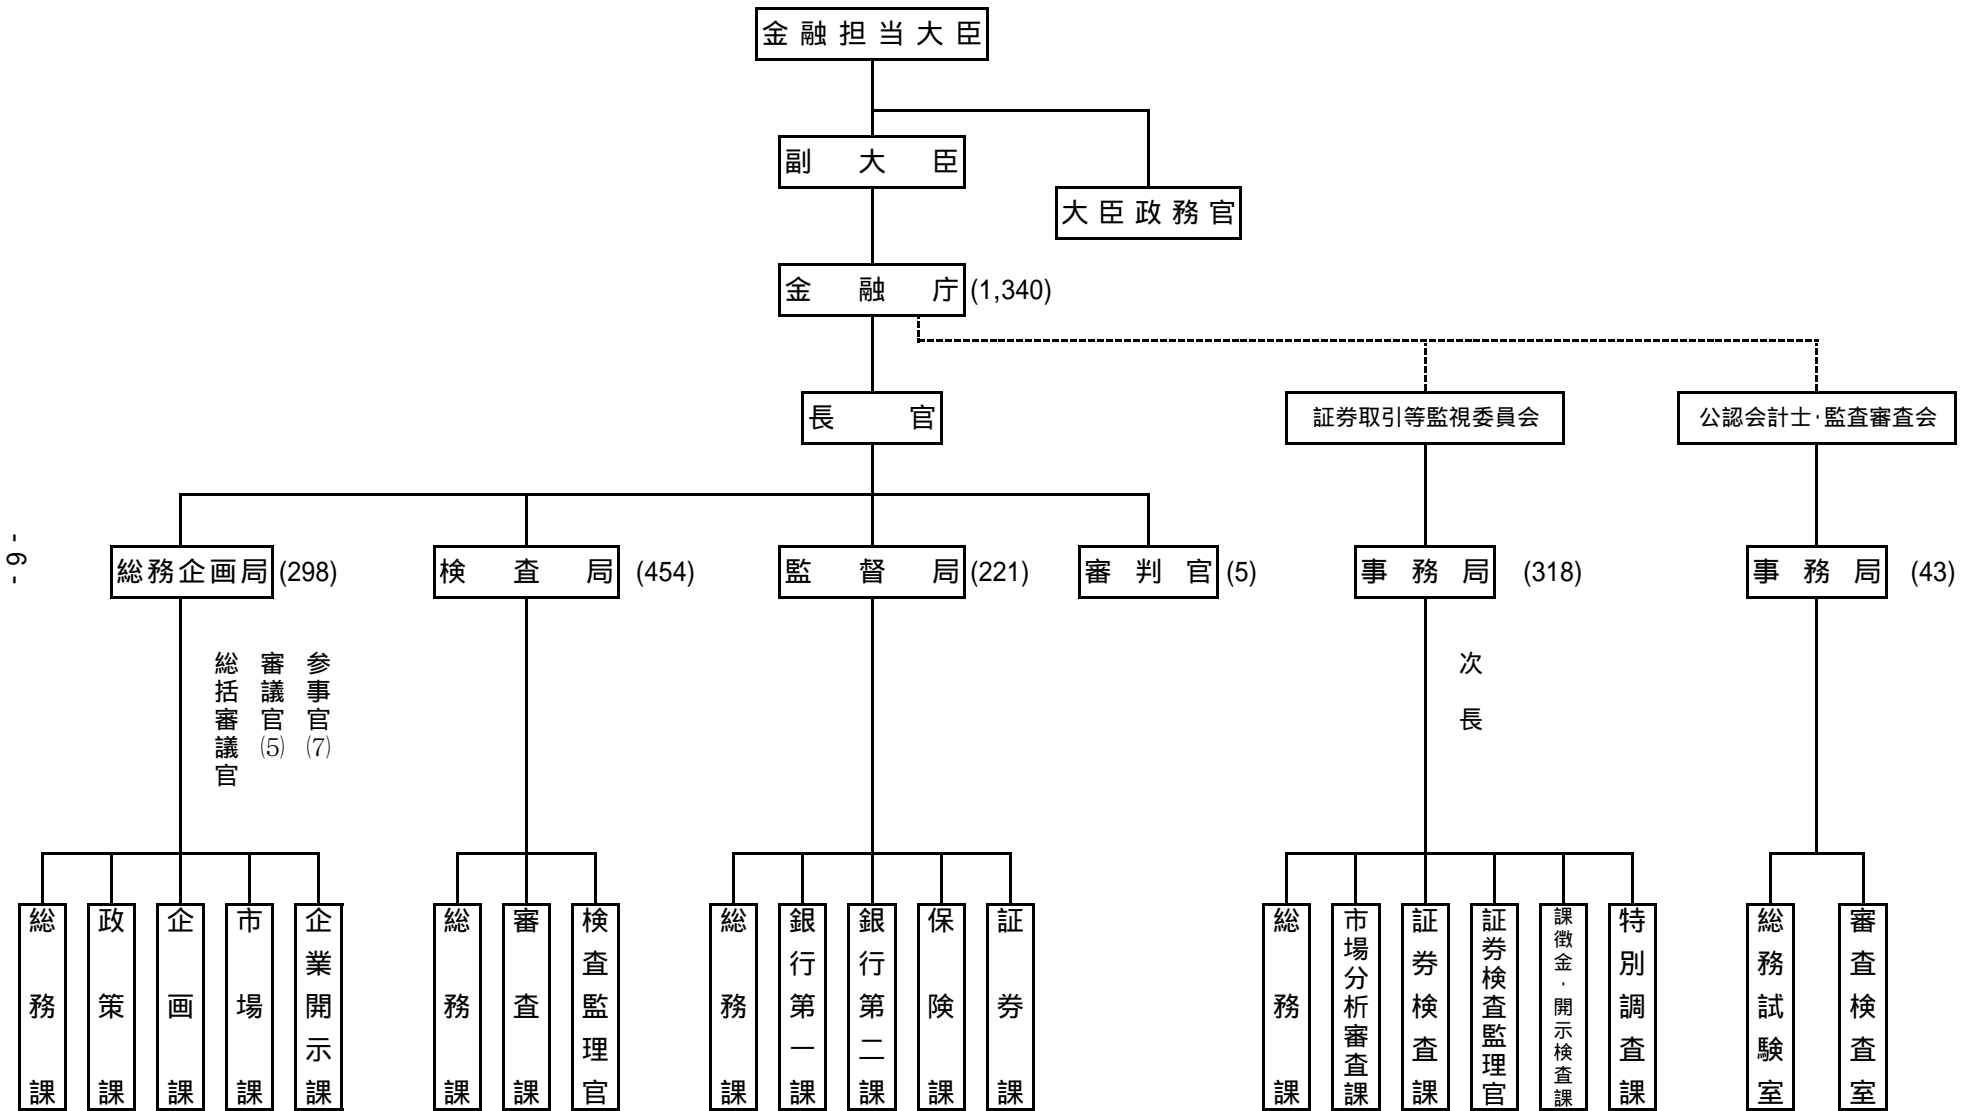 金融担当大臣
副大臣
大臣政務官
金融庁 (1,340)
長官
証券取引等監視委員会
公認会計士・監査審査会
総務企画局 (298)
検査局 (454)
監督局 (221)
審判官 (5)
事務局 (318)
事務局 (43)
総括審議官
審議官(5)
参事官(7)
次長
総務課
政策課
企画課
市場課
企業開示課
総務課
審査課
検査監理官
総務課
銀行第一課
銀行第二課
保険課
証券課
総務課
市場分析審査課
証券検査課
証券検査監理官
課徴金・開示検査課
特別調査課
総務試験室
審査検査室
- 9 -